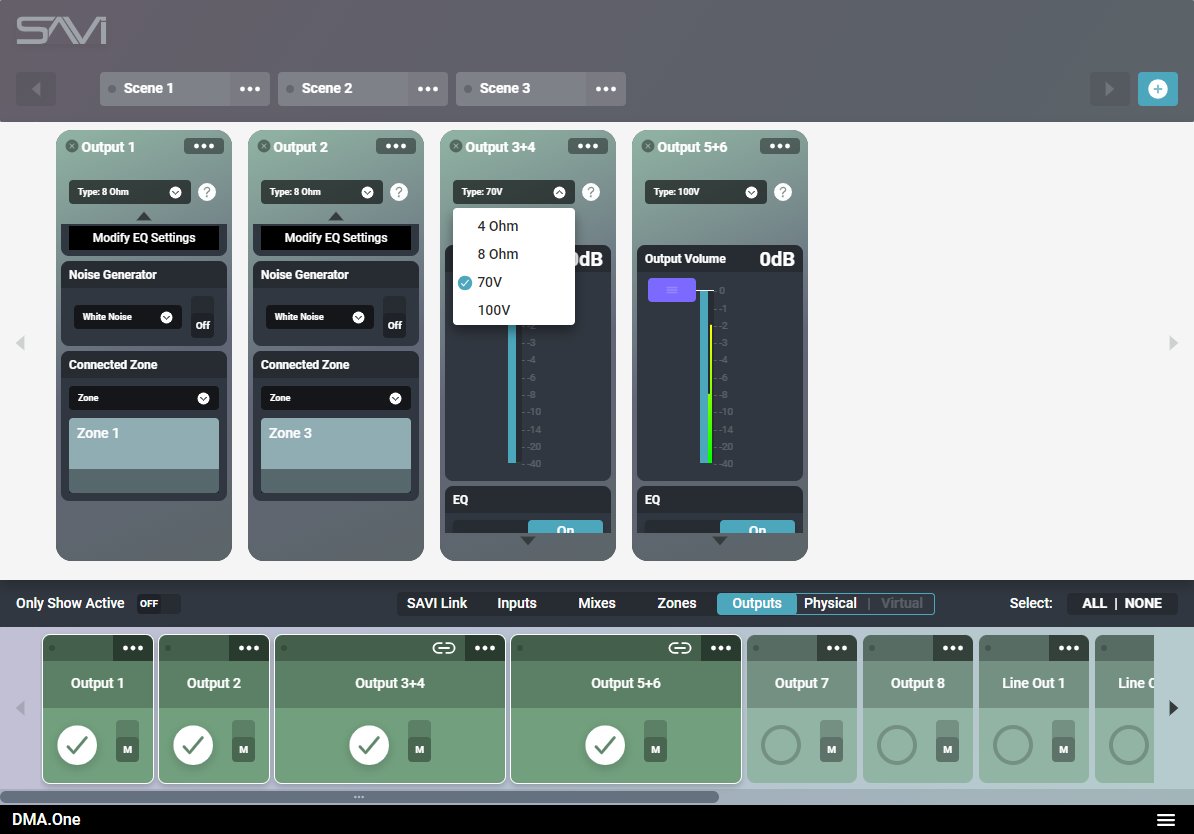 SAVI
Scene 1 ••• Scene 2 ••• Scene 3 •••
Output 1 ••• Output 2 ••• Output 3+4 ••• Output 5+6 •••
Type: 8 Ohm ? Type: 8 Ohm ? Type: 70V ? Type: 100V ?
4 Ohm
8 Ohm
70V
100V
Modify EQ Settings
Noise Generator
White Noise
Off
Connected Zone
Zone
Zone 1
Modify EQ Settings
Noise Generator
White Noise
Off
Connected Zone
Zone
Zone 3
0dB
-2
-3
-4
-6
-8
-10
-14
-20
-40
EQ
On
Output Volume 0dB
0
-1
-2
-3
-4
-6
-8
-10
-14
-20
-40
EQ
On
Only Show Active OFF SAVI Link Inputs Mixes Zones Outputs Physical | Virtual Select: ALL | NONE
Output 1 Output 2 Output 3+4 Output 5+6 Output 7 Output 8 Line Out 1 Line
M M M M M M M
DMA.One